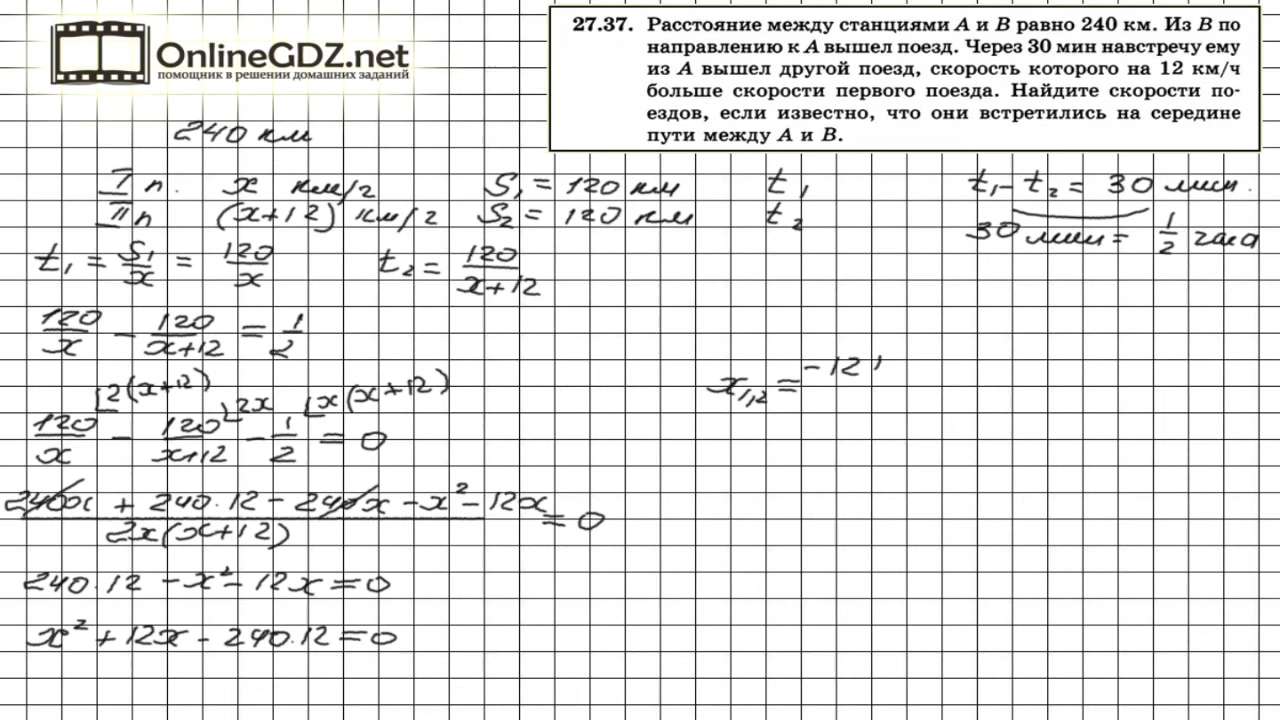 OnlineGDZ.net
помощник в решении домашних заданий
27.37. Расстояние между станциями A и B равно 240 км. Из B по
направлению к A вышел поезд. Через 30 мин навстречу ему
из A вышел другой поезд, скорость которого на 12 км/ч
больше скорости первого поезда. Найдите скорости по-
ездов, если известно, что они встретились на середине
пути между A и B.
240 км
I п. x км/ч S₁ = 120 км t₁ t₁ - t₂ = 30 мин.
II п (x+12) км/ч S₂ = 120 км t₂
30 мин = 1/2 часа
t₁ = S₁/x = 120/x t₂ = 120/(x+12)
120/x - 120/(x+12) = 1/2
x₁,₂ = -12
⌊2(x+12) ⌊2x ⌊x(x+12)
120/x - 120/(x+12) - 1/2 = 0
(240x + 240·12 - 240x - x² - 12x)/(2x(x+12)) = 0
240·12 - x² - 12x = 0
x² + 12x - 240·12 = 0